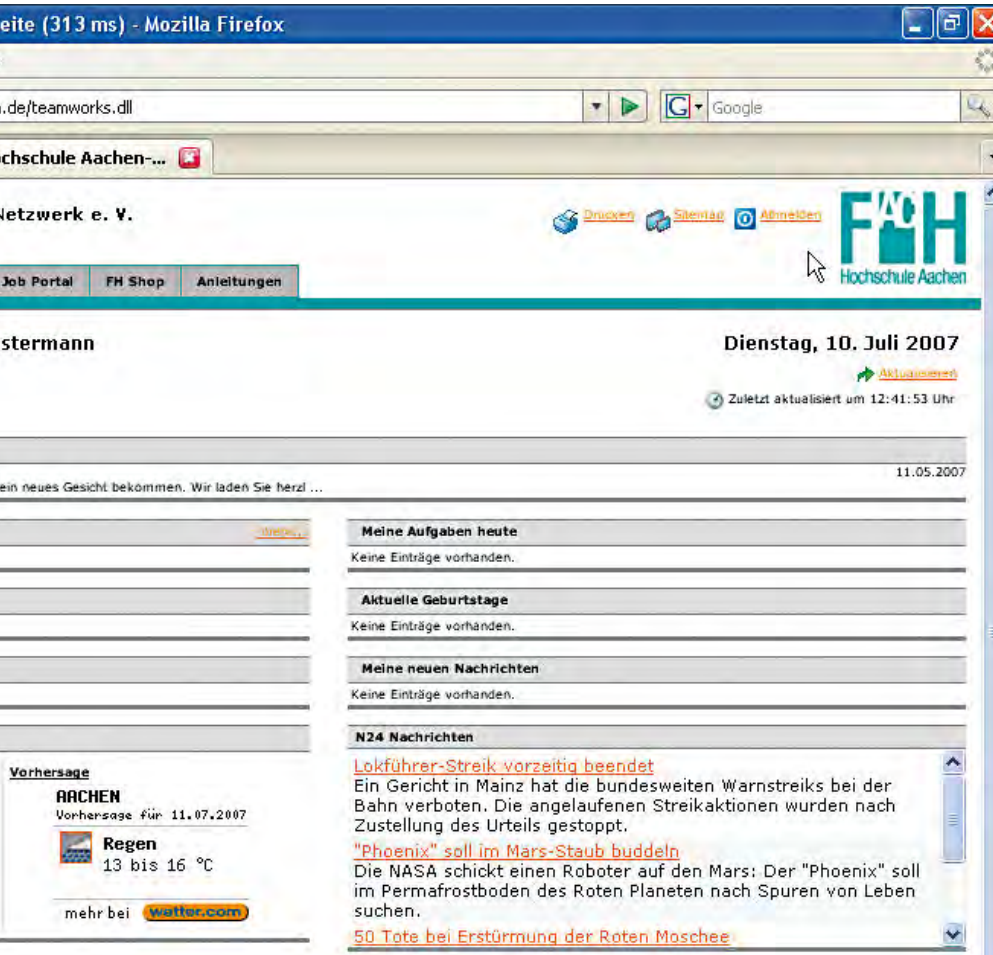 eite (313 ms) - Mozilla Firefox
.de/teamworks.dll
Google
chschule Aachen-...
Netzwerk e. V.
Drucken Sitemap Abmelden
FH
Hochschule Aachen
Job Portal FH Shop Anleitungen
stermann
Dienstag, 10. Juli 2007
Aktualisieren
Zuletzt aktualisiert um 12:41:53 Uhr
11.05.2007
ein neues Gesicht bekommen. Wir laden Sie herzl ...
Meine Aufgaben heute
Keine Einträge vorhanden.
Aktuelle Geburtstage
Keine Einträge vorhanden.
Meine neuen Nachrichten
Keine Einträge vorhanden.
N24 Nachrichten
Vorhersage
AACHEN
Vorhersage für 11.07.2007
Regen
13 bis 16 °C
mehr bei wetter.com
Lokführer-Streik vorzeitig beendet
Ein Gericht in Mainz hat die bundesweiten Warnstreiks bei der
Bahn verboten. Die angelaufenen Streikaktionen wurden nach
Zustellung des Urteils gestoppt.
"Phoenix" soll im Mars-Staub buddeln
Die NASA schickt einen Roboter auf den Mars: Der "Phoenix" soll
im Permafrostboden des Roten Planeten nach Spuren von Leben
suchen.
50 Tote bei Erstürmung der Roten Moschee